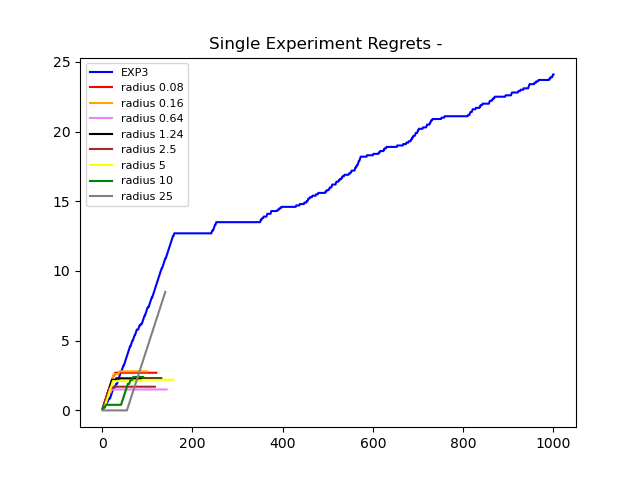 Single Experiment Regrets -
25
20
15
10
5
0
EXP3
radius 0.08
radius 0.16
radius 0.64
radius 1.24
radius 2.5
radius 5
radius 10
radius 25
0 200 400 600 800 1000